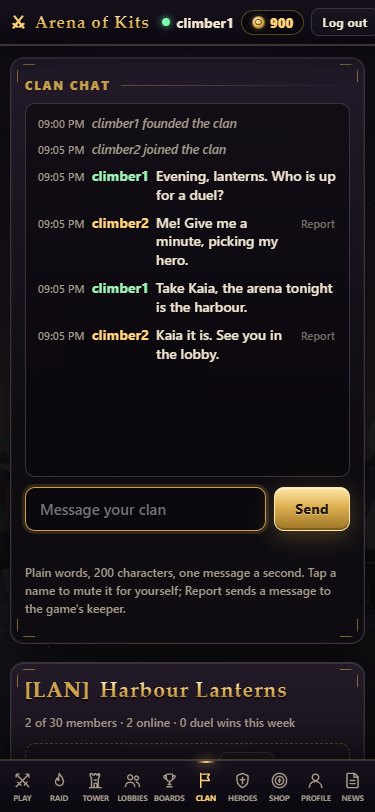 Arena of Kits climber1 900 Log out
CLAN CHAT
09:00 PM climber1 founded the clan
09:05 PM climber2 joined the clan
09:05 PM climber1 Evening, lanterns. Who is up
for a duel?
09:05 PM climber2 Me! Give me a Report
minute, picking my
hero.
09:05 PM climber1 Take Kaia, the arena tonight
is the harbour.
09:05 PM climber2 Kaia it is. See you in Report
the lobby.
Message your clan Send
Plain words, 200 characters, one message a second. Tap a
name to mute it for yourself; Report sends a message to
the game's keeper.
[LAN] Harbour Lanterns
2 of 30 members · 2 online · 0 duel wins this week
PLAY RAID TOWER LOBBIES BOARDS CLAN HEROES SHOP PROFILE NEWS